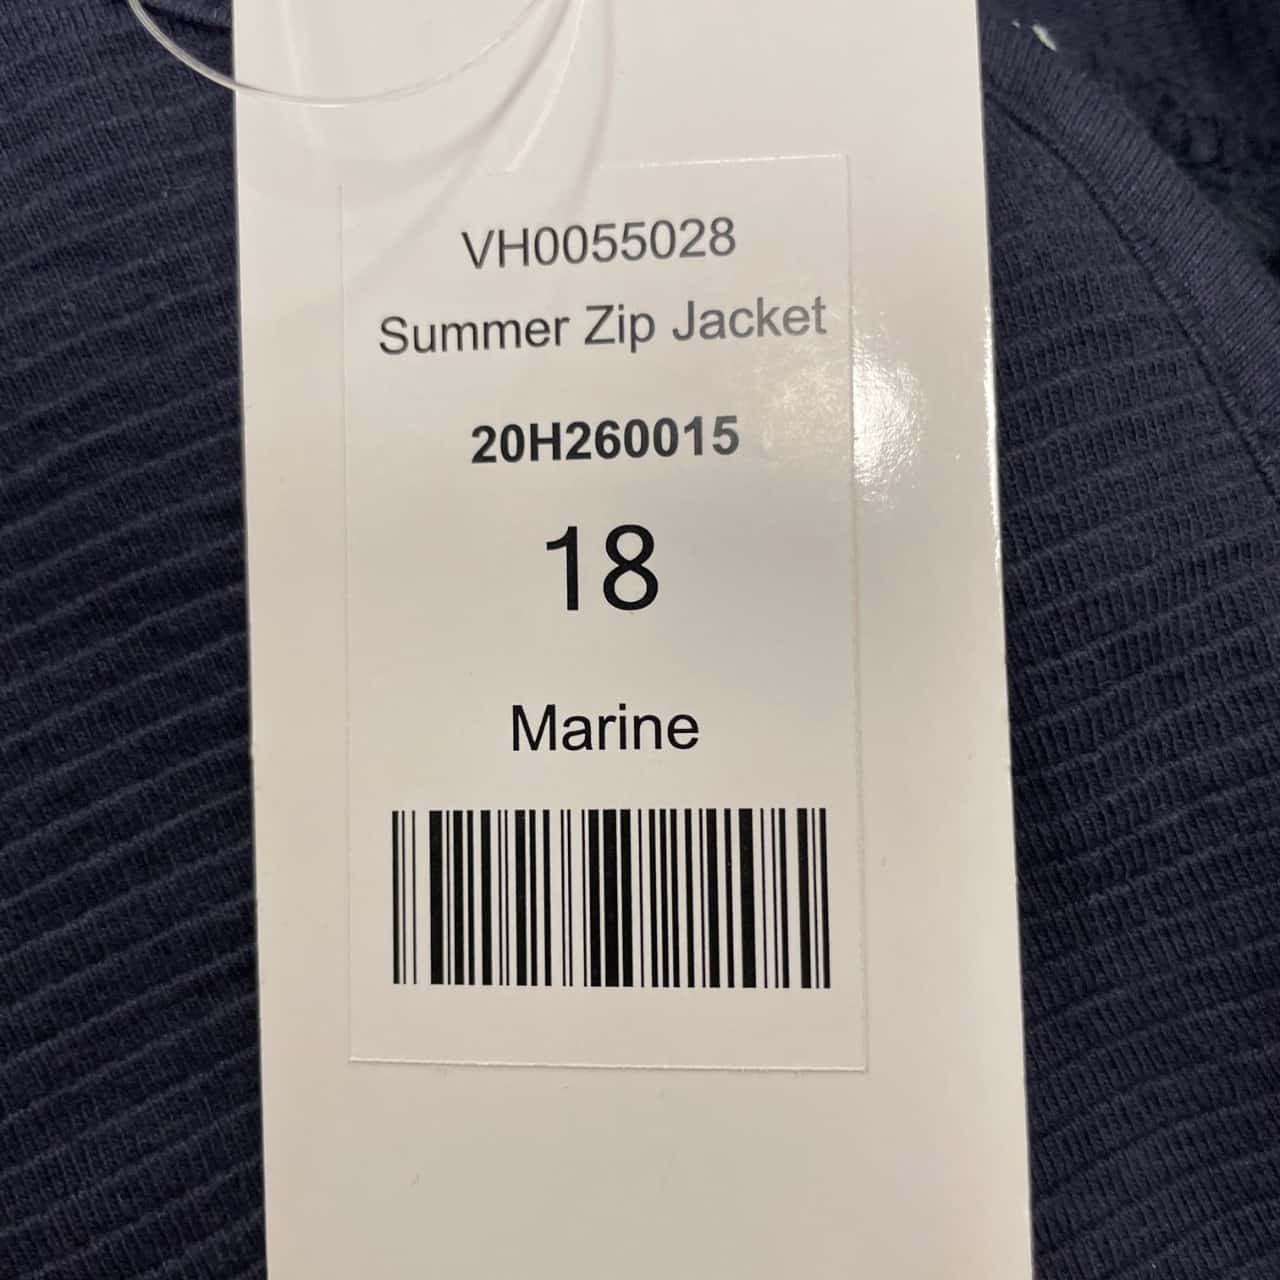 VH0055028
Summer Zip Jacket
20H260015
18
Marine